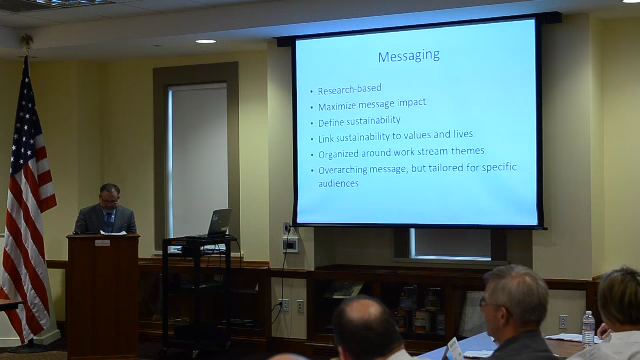 Messaging
• Research-based
• Maximize message impact
• Define sustainability
• Link sustainability to values and lives
• Organized around work stream themes
• Overarching message, but tailored for specific
audiences